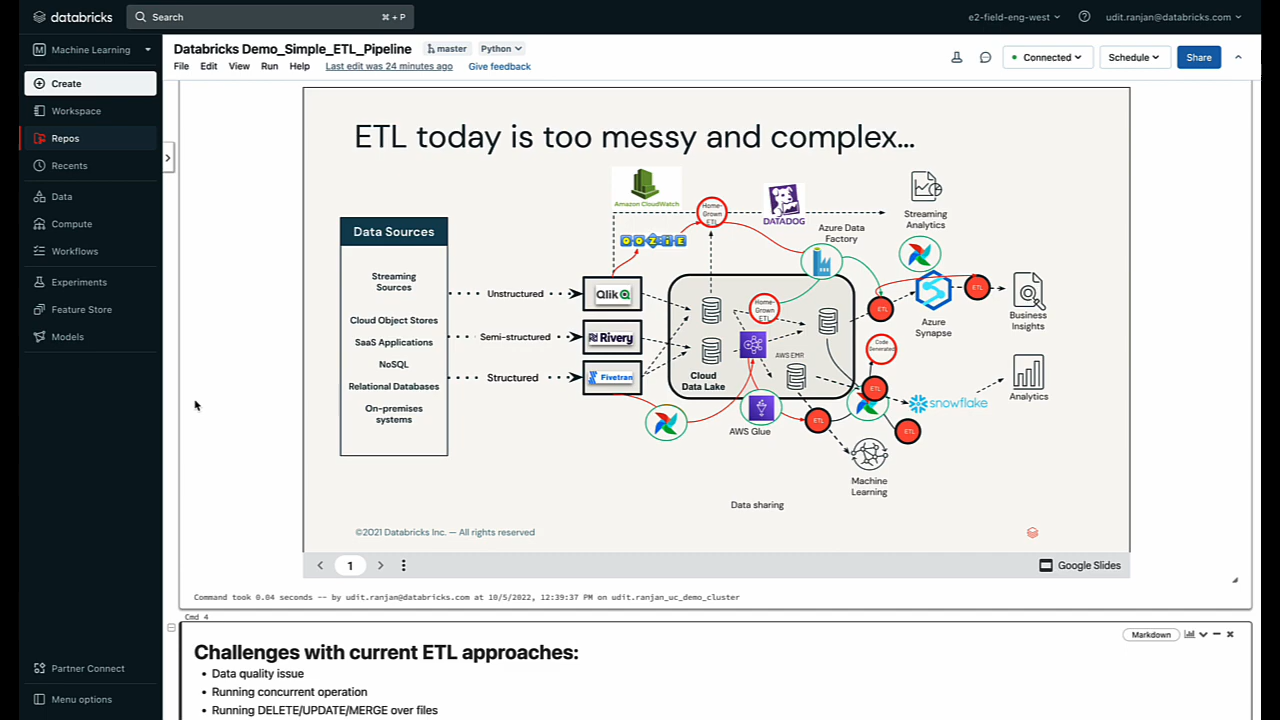 databricks
Search
⌘ + P
e2-field-eng-west
udit.ranjan@databricks.com
M
Machine Learning
Create
Workspace
Repos
Recents
Data
Compute
Workflows
Experiments
Feature Store
Models
Partner Connect
Menu options
Databricks Demo_Simple_ETL_Pipeline
master
Python
File
Edit
View
Run
Help
Last edit was 24 minutes ago
Give feedback
Connected
Schedule
Share
ETL today is too messy and complex...
Data Sources
Streaming
Sources
Cloud Object Stores
SaaS Applications
NoSQL
Relational Databases
On-premises
systems
Unstructured
Semi-structured
Structured
Amazon CloudWatch
OOZIE
Home-
Grown
ETL
DATADOG
Azure Data
Factory
Streaming
Analytics
Qlik
Rivery
Fivetran
Home-
Grown
ETL
Cloud
Data Lake
AWS EMR
ETL
ETL
Azure
Synapse
Business
Insights
Code
Generated
ETL
snowflake
Analytics
AWS Glue
ETL
ETL
Machine
Learning
Data sharing
©2021 Databricks Inc. — All rights reserved
1
Google Slides
Command took 0.04 seconds -- by udit.ranjan@databricks.com at 10/5/2022, 12:39:37 PM on udit.ranjan_uc_demo_cluster
Cmd 4
Markdown
Challenges with current ETL approaches:
• Data quality issue
• Running concurrent operation
• Running DELETE/UPDATE/MERGE over files